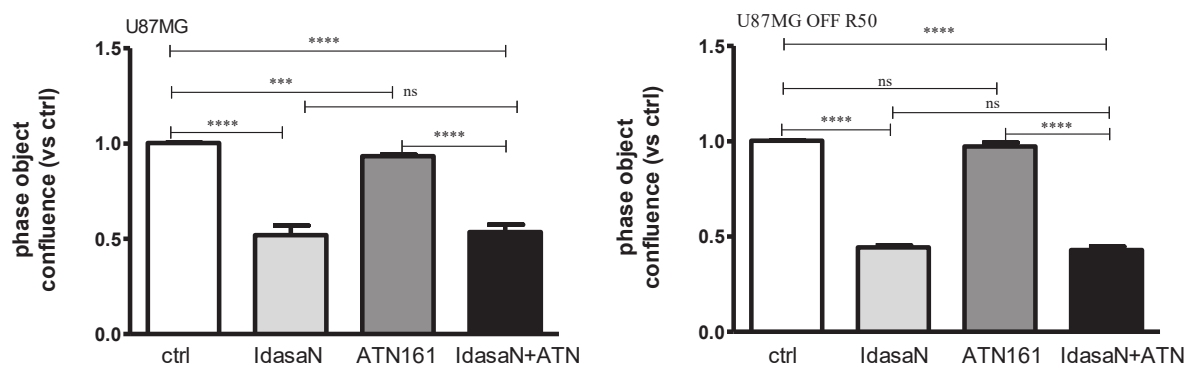 U87MG
phase object
confluence (vs ctrl)
1.5
1.0
0.5
0.0
****
***
ns
****
****
ctrl
IdasaN
ATN161
IdasaN+ATN
U87MG OFF R50
phase object
confluence (vs ctrl)
1.5
1.0
0.5
0.0
****
ns
ns
****
****
ctrl
IdasaN
ATN161
IdasaN+ATN